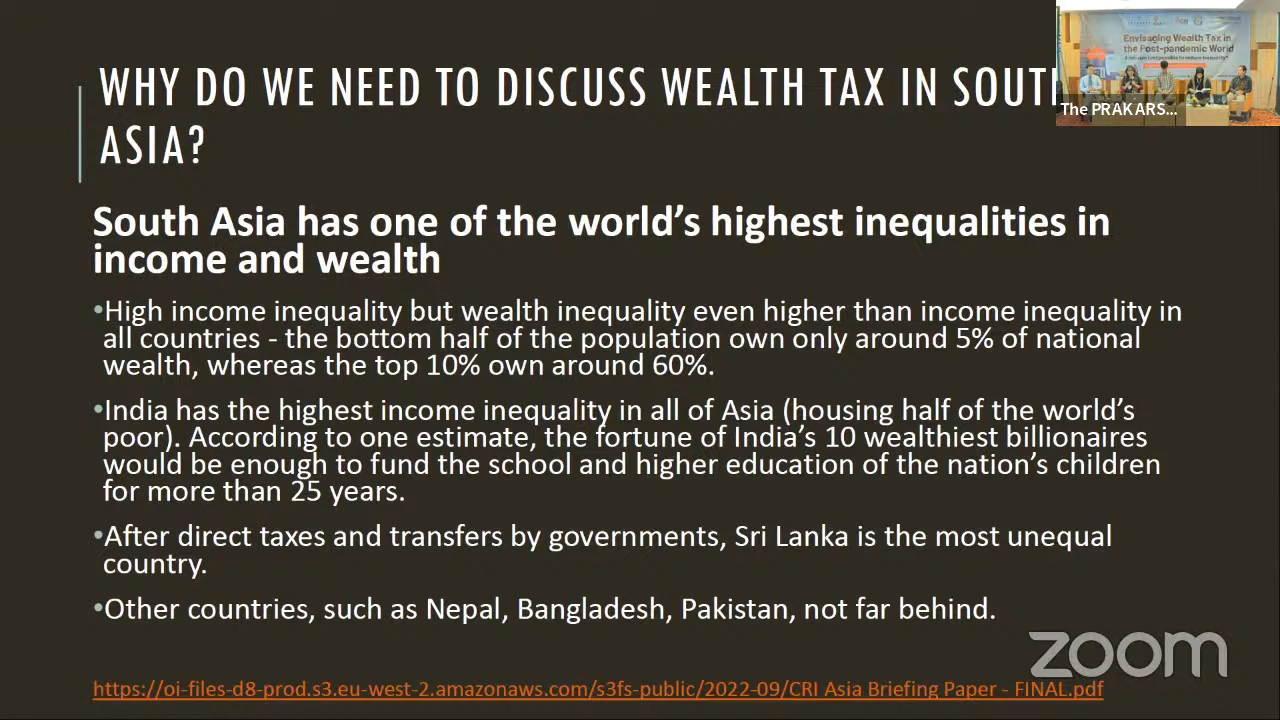 WHY DO WE NEED TO DISCUSS WEALTH TAX IN SOUTH
ASIA?
Envisaging Wealth Tax in
the Post-pandemic World
The PRAKARS...
South Asia has one of the world's highest inequalities in
income and wealth
•High income inequality but wealth inequality even higher than income inequality in
all countries - the bottom half of the population own only around 5% of national
wealth, whereas the top 10% own around 60%.
•India has the highest income inequality in all of Asia (housing half of the world's
poor). According to one estimate, the fortune of India's 10 wealthiest billionaires
would be enough to fund the school and higher education of the nation's children
for more than 25 years.
•After direct taxes and transfers by governments, Sri Lanka is the most unequal
country.
•Other countries, such as Nepal, Bangladesh, Pakistan, not far behind.
zoom
https://oi-files-d8-prod.s3.eu-west-2.amazonaws.com/s3fs-public/2022-09/CRI Asia Briefing Paper - FINAL.pdf